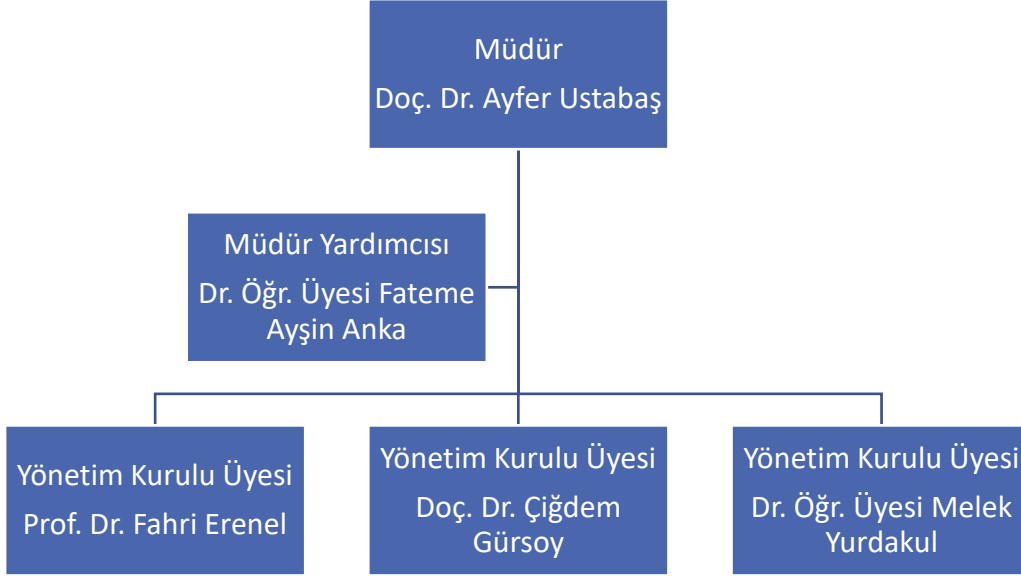 Müdür
Doç. Dr. Ayfer Ustabaş
Müdür Yardımcısı
Dr. Öğr. Üyesi Fateme
Ayşin Anka
Yönetim Kurulu Üyesi
Prof. Dr. Fahri Erenel
Yönetim Kurulu Üyesi
Doç. Dr. Çiğdem
Gürsoy
Yönetim Kurulu Üyesi
Dr. Öğr. Üyesi Melek
Yurdakul